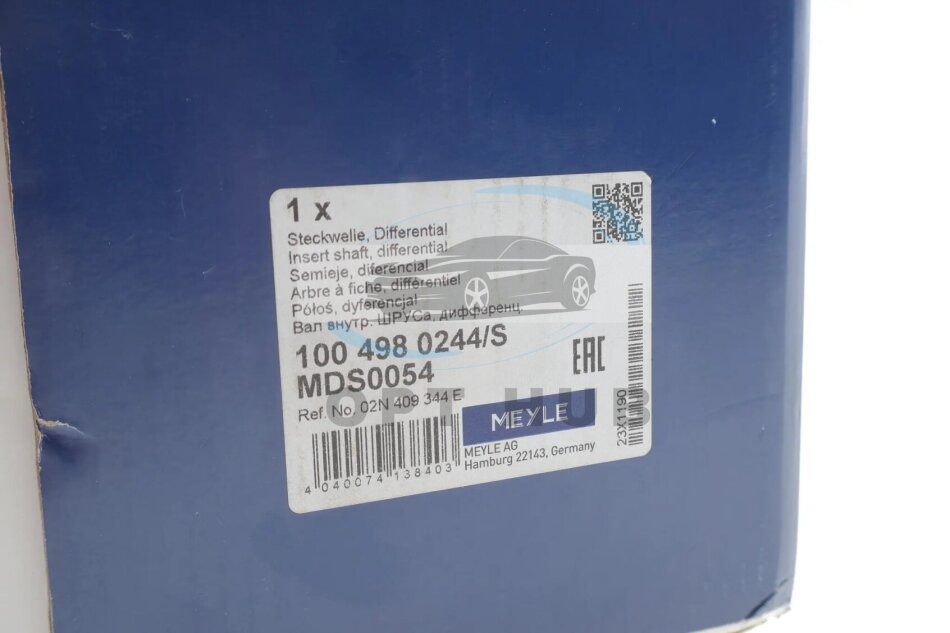 1 x
Steckwelle, Differential
Insert shaft, differential
Semieje, diferencial
Arbre à fiche, différentiel
Półoś, dyferencjał
Вал внутр. ШРУСа, дифференц.
100 498 0244/S
MDS0054
Ref. No. 02N 409 344 E
EAC
MEYLE
MEYLE AG
Hamburg 22143, Germany
4 040074 138403
23X1190
OPT HUB